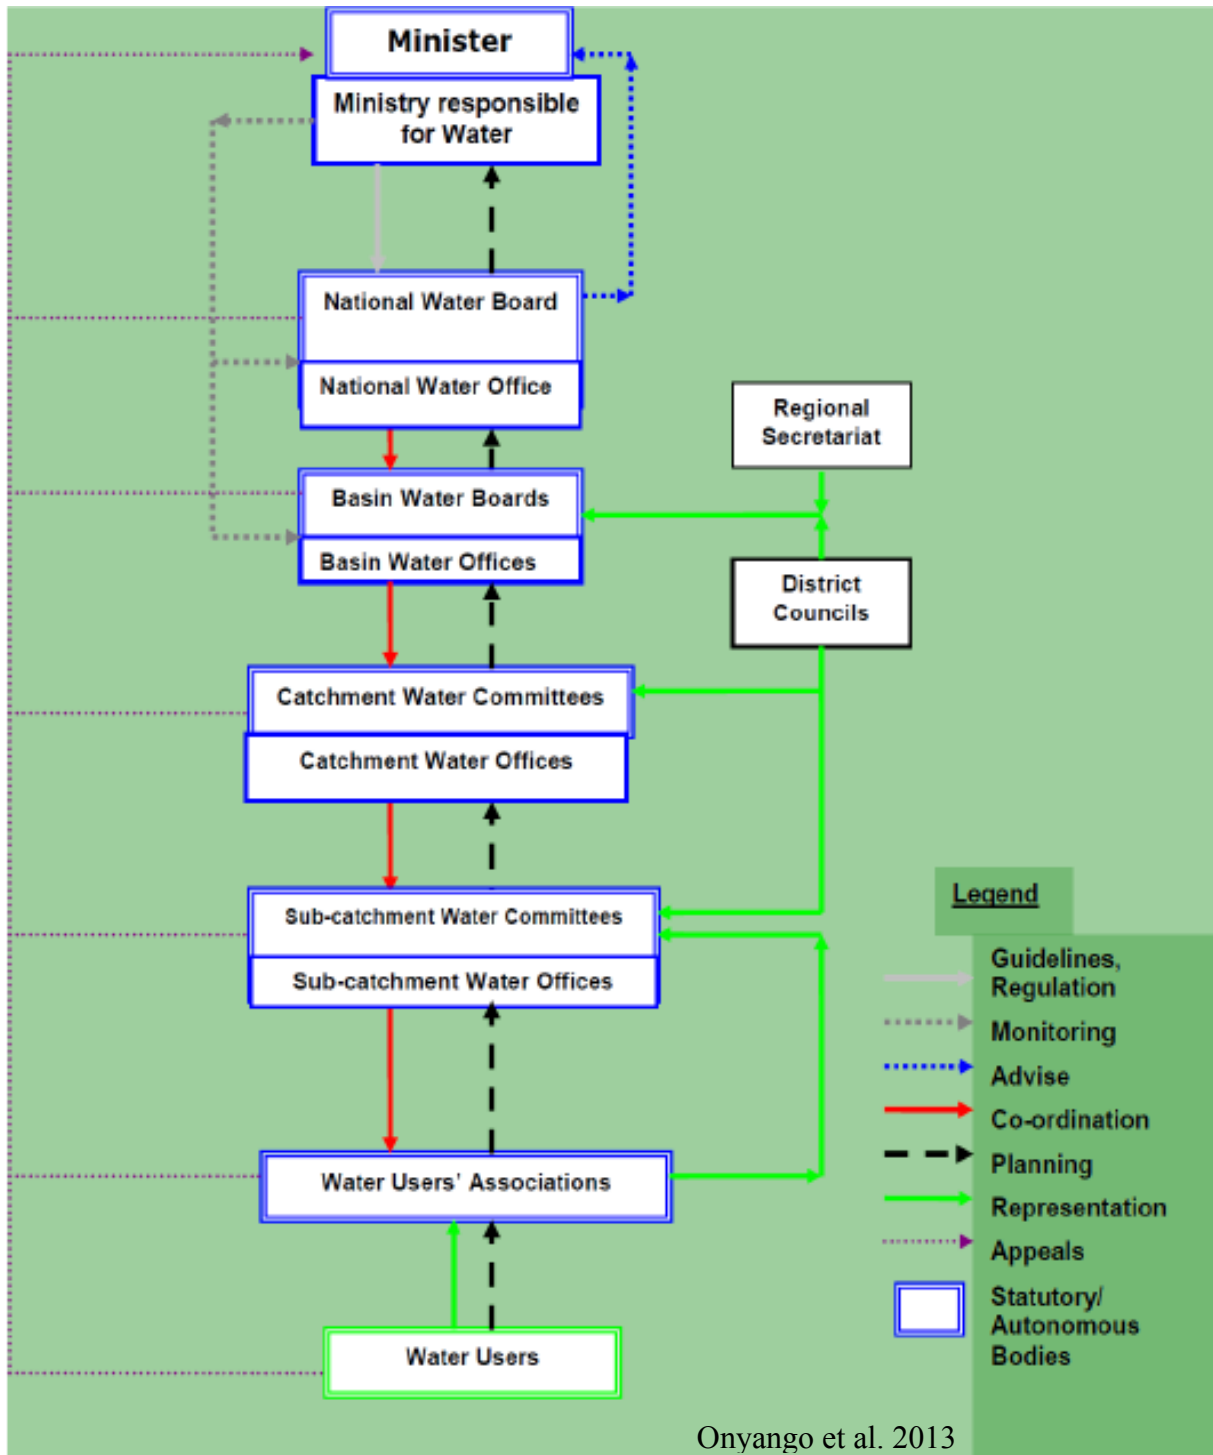 Minister
Ministry responsible
for Water
National Water Board
National Water Office
Regional
Secretariat
Basin Water Boards
Basin Water Offices
District
Councils
Catchment Water Committees
Catchment Water Offices
Sub-catchment Water Committees
Sub-catchment Water Offices
Water Users' Associations
Water Users
Legend
Guidelines,
Regulation
Monitoring
Advise
Co-ordination
Planning
Representation
Appeals
Statutory/
Autonomous
Bodies
Onyango et al. 2013